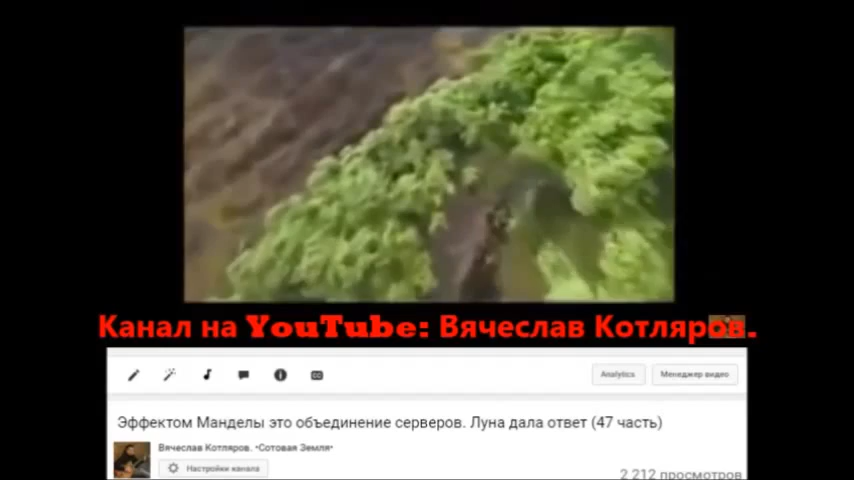 Канал на YouTube: Вячеслав Котляров.
Analytics
Менеджер видео
Эффектом Манделы это объединение серверов. Луна дала ответ (47 часть)
Вячеслав Котляров. •Сотовая Земля•
Настройки канала
2 212 просмотров